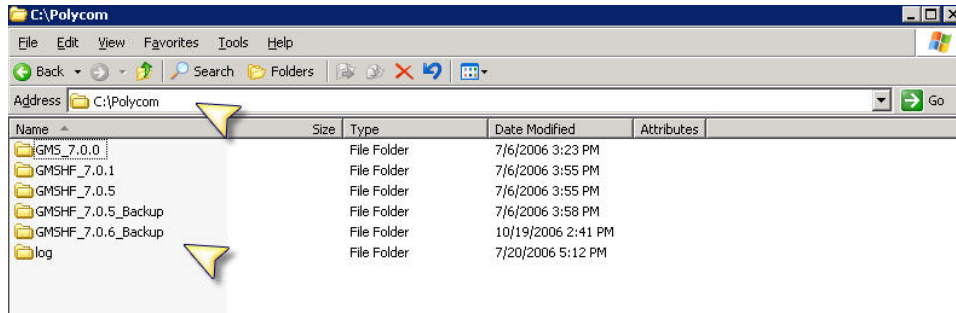 C:\Polycom
File Edit View Favorites Tools Help
Back Search Folders
Address C:\Polycom Go
Name Size Type Date Modified Attributes
GMS_7.0.0 File Folder 7/6/2006 3:23 PM
GMSHF_7.0.1 File Folder 7/6/2006 3:55 PM
GMSHF_7.0.5 File Folder 7/6/2006 3:55 PM
GMSHF_7.0.5_Backup File Folder 7/6/2006 3:58 PM
GMSHF_7.0.6_Backup File Folder 10/19/2006 2:41 PM
log File Folder 7/20/2006 5:12 PM